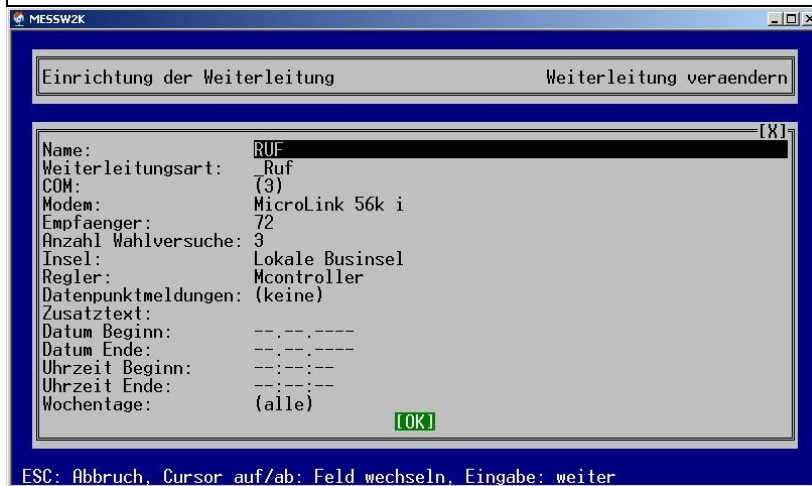 MESSW2K
Einrichtung der Weiterleitung Weiterleitung veraendern
[X]
Name: RUF
Weiterleitungsart: _Ruf
COM: (3)
Modem: MicroLink 56k i
Empfaenger: 72
Anzahl Wahlversuche: 3
Insel: Lokale Businsel
Regler: Mcontroller
Datenpunktmeldungen: (keine)
Zusatztext:
Datum Beginn: --.--.----
Datum Ende: --.--.----
Uhrzeit Beginn: --:--:--
Uhrzeit Ende: --:--:--
Wochentage: (alle)
[OK]
ESC: Abbruch, Cursor auf/ab: Feld wechseln, Eingabe: weiter